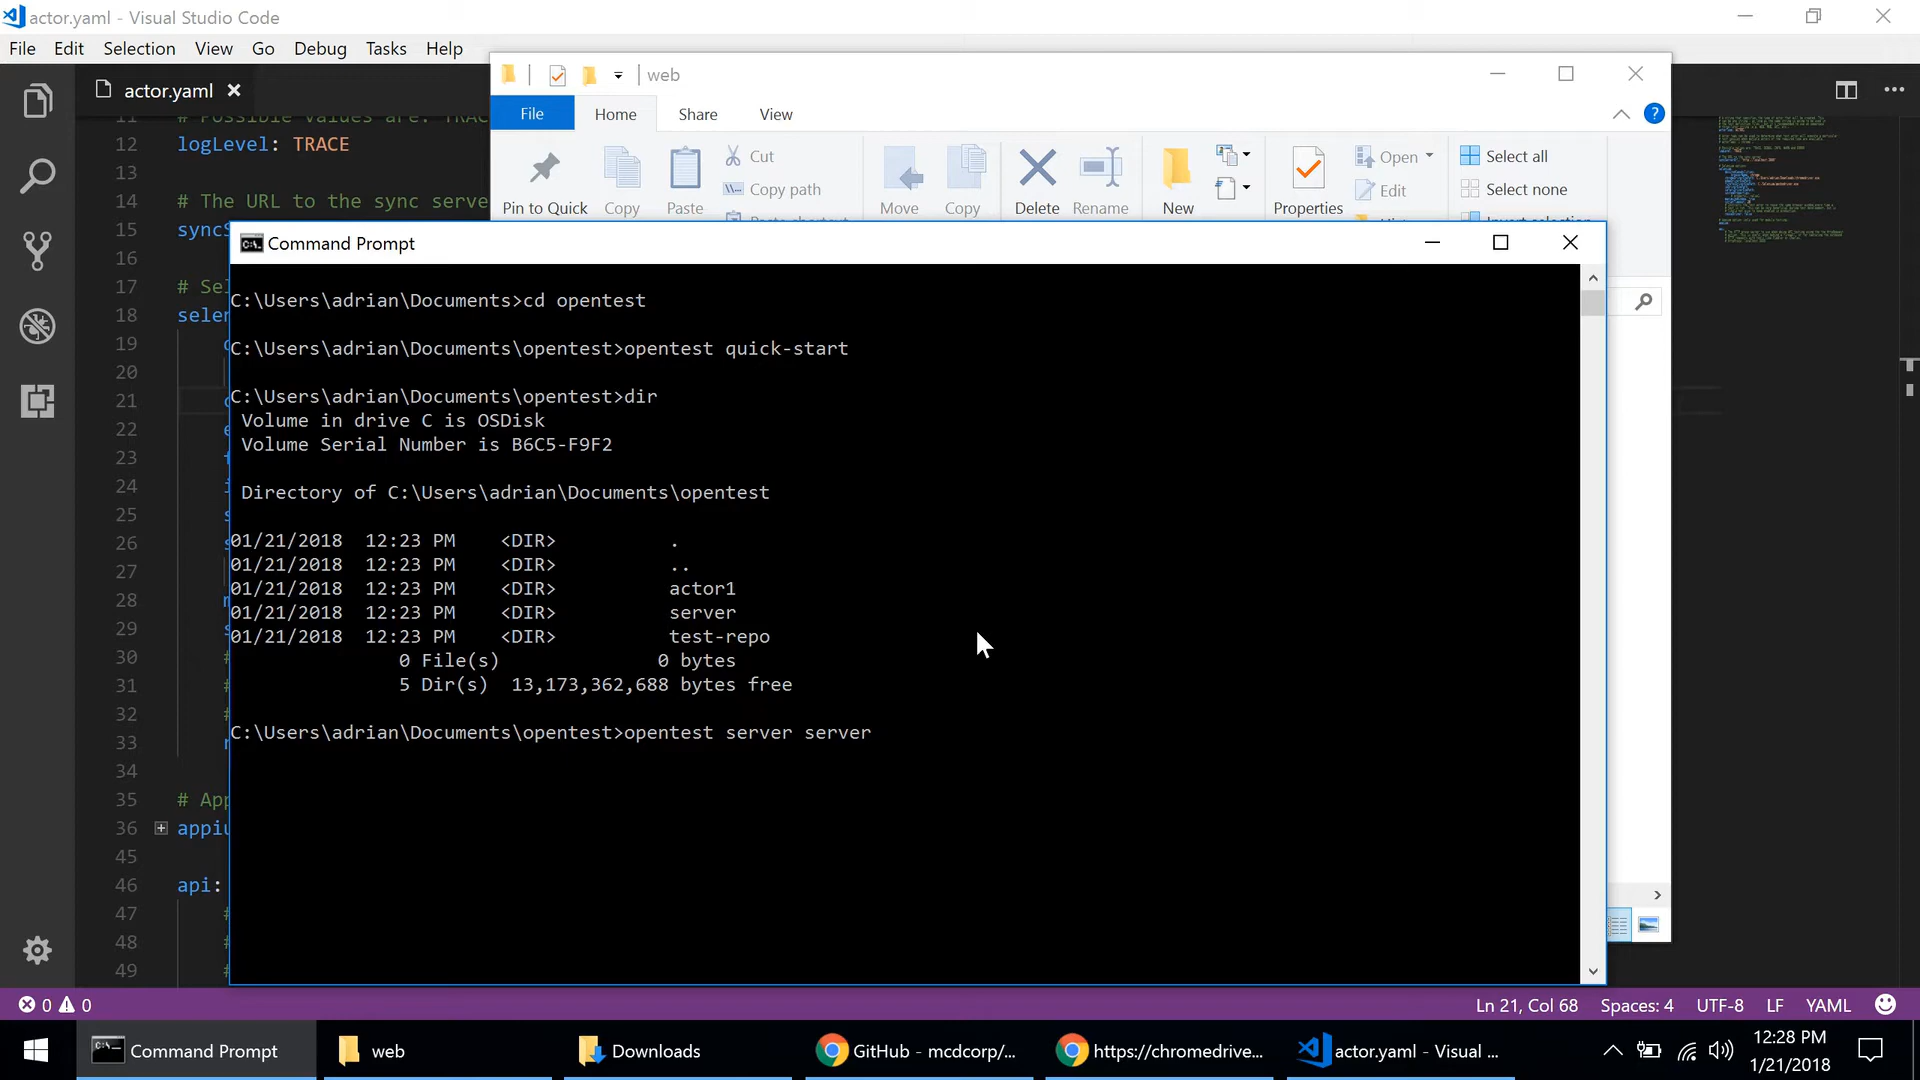 actor.yaml - Visual Studio Code
File Edit Selection View Go Debug Tasks Help
actor.yaml
web
File Home Share View
Cut
Copy path
Open
Edit
Select all
Select none
Pin to Quick Copy Paste Move Copy Delete Rename New Properties
12 logLevel: TRACE
13
14 # The URL to the sync serve
15
16
17
18
19
20
21
22
23
24
25
26
27
28
29
30
31
32
33
34
35
36
45
46 api:
47
48
49
Command Prompt
C:\Users\adrian\Documents>cd opentest
C:\Users\adrian\Documents\opentest>opentest quick-start
C:\Users\adrian\Documents\opentest>dir
Volume in drive C is OSDisk
Volume Serial Number is B6C5-F9F2
Directory of C:\Users\adrian\Documents\opentest
01/21/2018 12:23 PM <DIR> .
01/21/2018 12:23 PM <DIR> ..
01/21/2018 12:23 PM <DIR> actor1
01/21/2018 12:23 PM <DIR> server
01/21/2018 12:23 PM <DIR> test-repo
0 File(s) 0 bytes
5 Dir(s) 13,173,362,688 bytes free
C:\Users\adrian\Documents\opentest>opentest server server
0 0
Ln 21, Col 68 Spaces: 4 UTF-8 LF YAML
Command Prompt web Downloads GitHub - mcdcorp/... https://chromedrive... actor.yaml - Visual ...
12:28 PM
1/21/2018